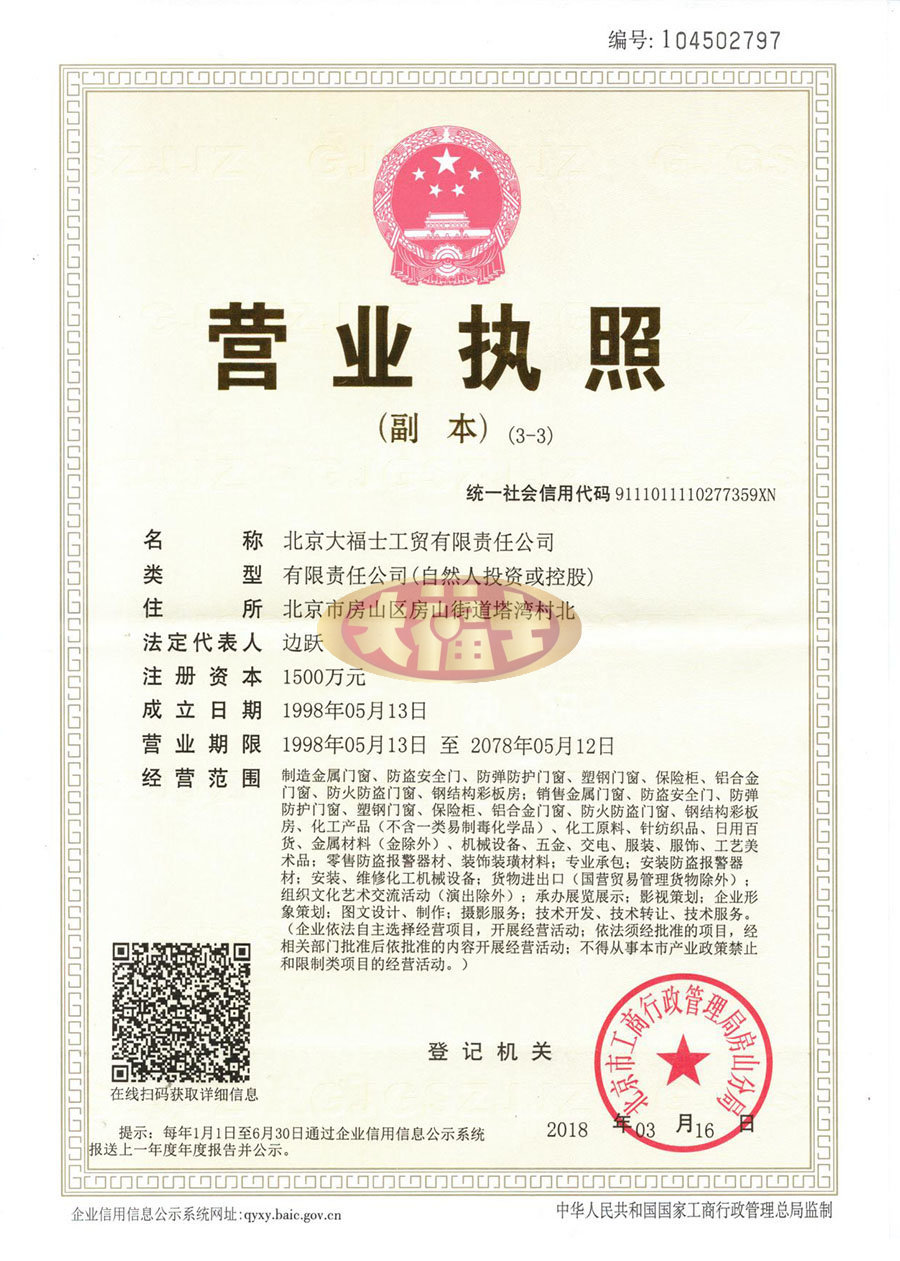 编号: 104502797
营业执照
(副 本) (3-3)
统一社会信用代码 9111011110277359XN
名 称 北京大福士工贸有限责任公司
类 型 有限责任公司(自然人投资或控股)
住 所 北京市房山区房山街道塔湾村北
大福士
法定代表人 边跃
注册资本 1500万元
成立日期 1998年05月13日
营业期限 1998年05月13日 至 2078年05月12日
经营范围 制造金属门窗、防盗安全门、防弹防护门窗、塑钢门窗、保险柜、铝合金
门窗、防火防盗门窗、钢结构彩板房；销售金属门窗、防盗安全门、防弹
防护门窗、塑钢门窗、保险柜、铝合金门窗、防火防盗门窗、钢结构彩板
房、化工产品（不含一类易制毒化学品）、化工原料、针纺织品、日用百
货、金属材料（金除外）、机械设备、五金、交电、服装、服饰、工艺美
术品；零售防盗报警器材、装饰装璜材料；专业承包；安装防盗报警器
材；安装、维修化工机械设备；货物进出口（国营贸易管理货物除外）；
组织文化艺术交流活动（演出除外）；承办展览展示；影视策划；企业形
象策划；图文设计、制作；摄影服务；技术开发、技术转让、技术服务。
（企业依法自主选择经营项目，开展经营活动；依法须经批准的项目，经
相关部门批准后依批准的内容开展经营活动；不得从事本市产业政策禁止
和限制类项目的经营活动。）
在线扫码获取详细信息
登记机关
北京市工商行政管理局房山分局
2018 年03 月16 日
提示：每年1月1日至6月30日通过企业信用信息公示系统
报送上一年度年度报告并公示。
企业信用信息公示系统网址: qyxy.baic.gov.cn
中华人民共和国国家工商行政管理总局监制